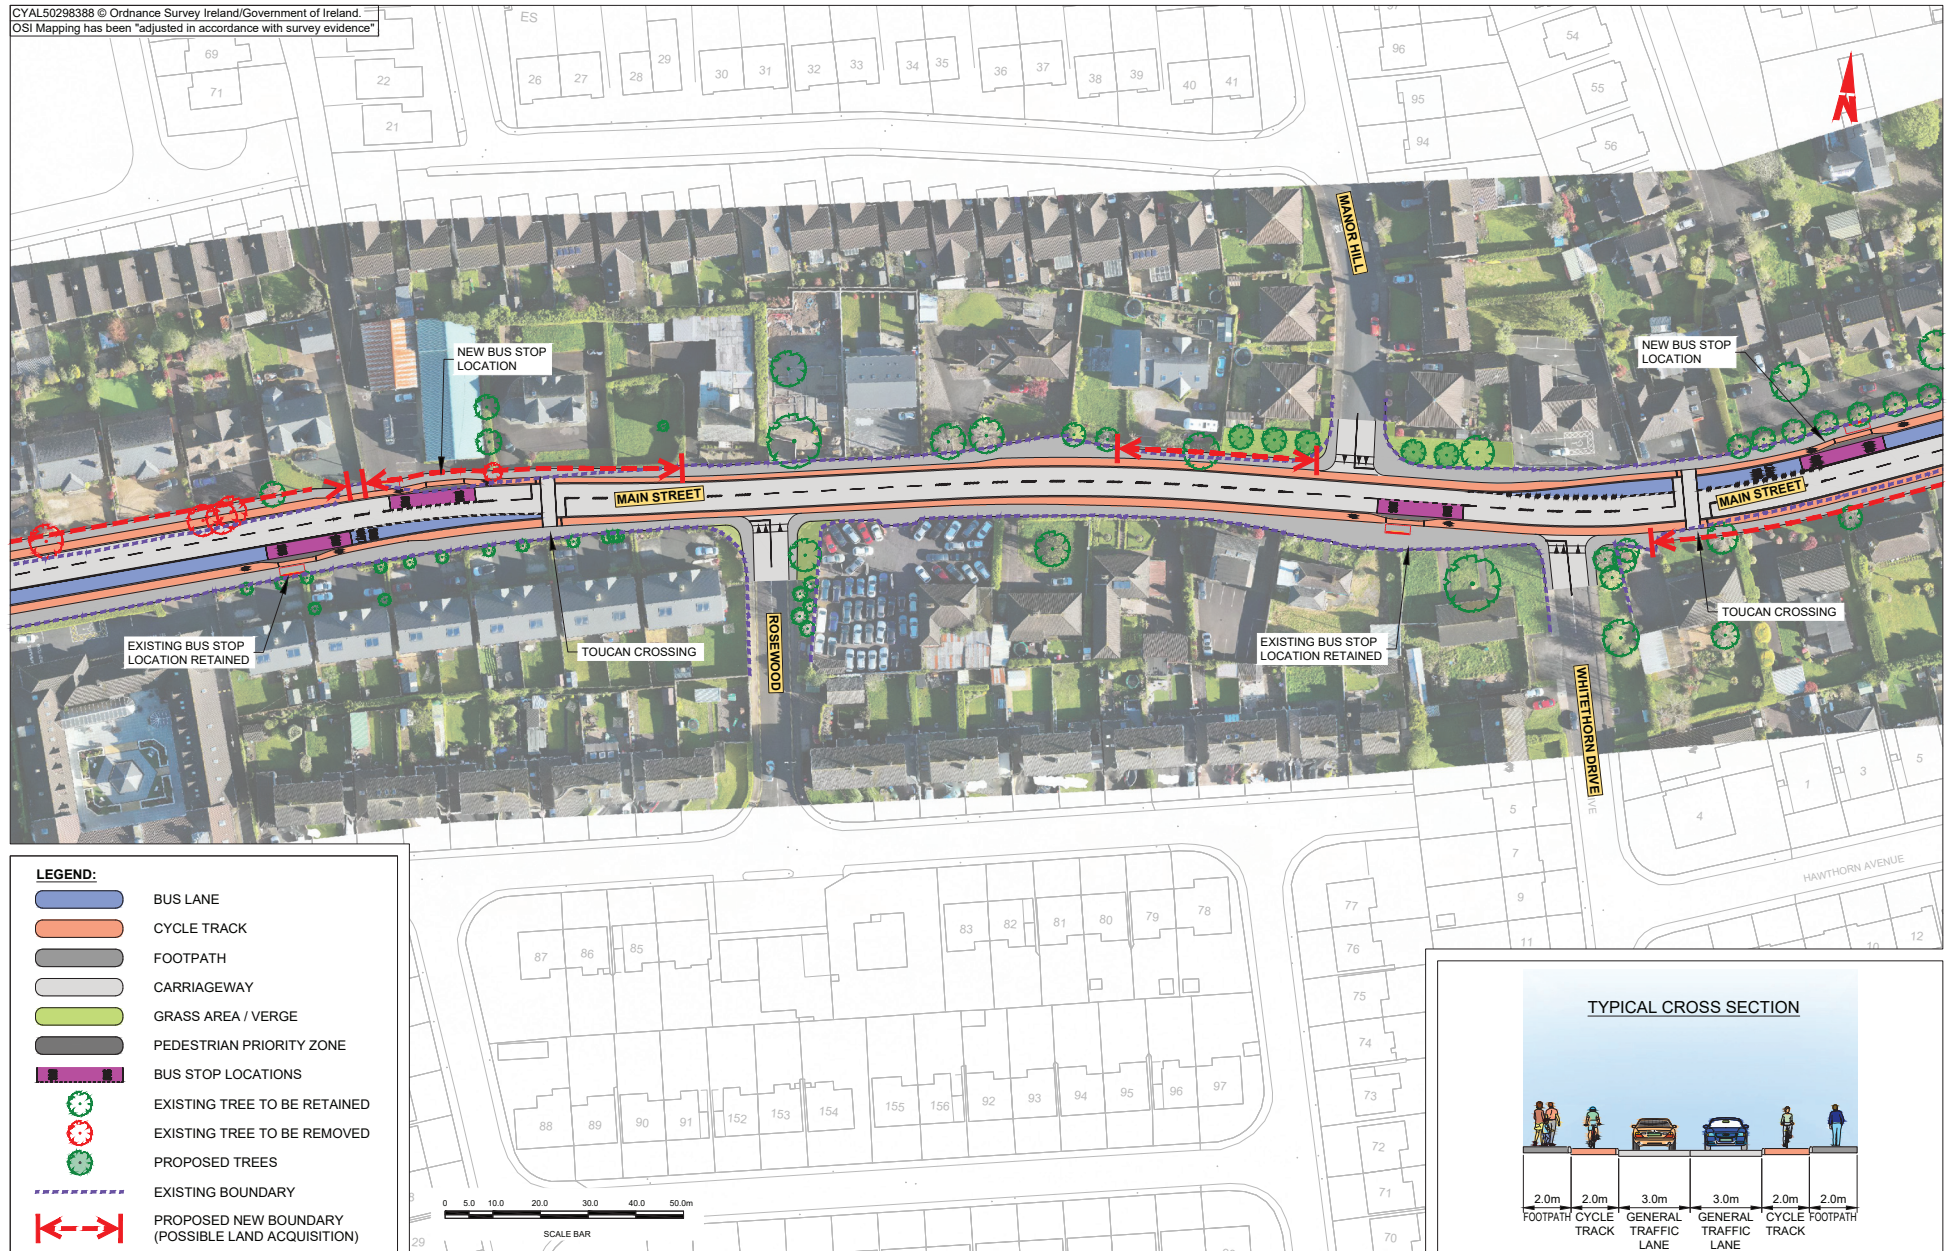 CYAL50298388 © Ordnance Survey Ireland/Government of Ireland.
OSI Mapping has been "adjusted in accordance with survey evidence"
ES
69
71
22
21
26
27
28
29
30
31
32
33
34
35
36
37
38
39
40
41
96
95
94
54
55
56
N
MANOR HILL
NEW BUS STOP
LOCATION
NEW BUS STOP
LOCATION
MAIN STREET
MAIN STREET
EXISTING BUS STOP
LOCATION RETAINED
TOUCAN CROSSING
ROSEWOOD
EXISTING BUS STOP
LOCATION RETAINED
TOUCAN CROSSING
WHITETHORN DRIVE
5
7
9
11
4
1
3
5
HAWTHORN AVENUE
10
12
87
86
85
83
82
81
80
79
78
77
76
75
74
73
72
71
70
88
89
90
91
152
153
154
155
156
92
93
94
95
96
97
29
LEGEND:
BUS LANE
CYCLE TRACK
FOOTPATH
CARRIAGEWAY
GRASS AREA / VERGE
PEDESTRIAN PRIORITY ZONE
BUS STOP LOCATIONS
EXISTING TREE TO BE RETAINED
EXISTING TREE TO BE REMOVED
PROPOSED TREES
EXISTING BOUNDARY
PROPOSED NEW BOUNDARY
(POSSIBLE LAND ACQUISITION)
0 5.0 10.0 20.0 30.0 40.0 50.0m
SCALE BAR
TYPICAL CROSS SECTION
2.0m 2.0m 3.0m 3.0m 2.0m 2.0m
FOOTPATH CYCLE GENERAL GENERAL CYCLE FOOTPATH
TRACK TRAFFIC TRAFFIC TRACK
LANE LANE